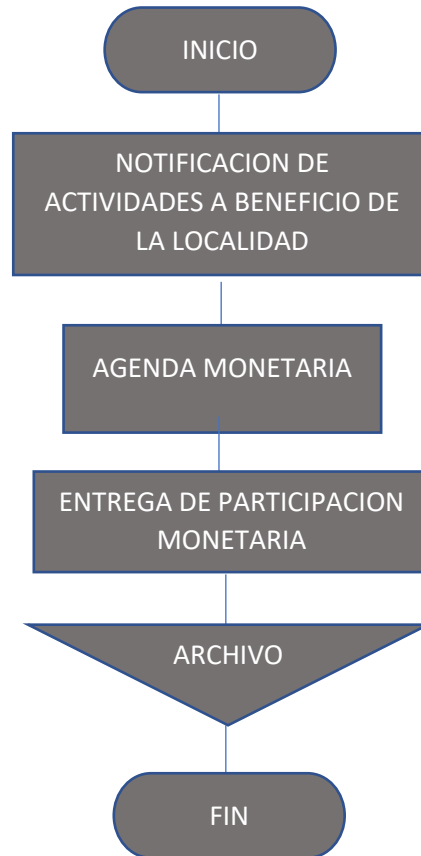 INICIO
NOTIFICACION DE
ACTIVIDADES A BENEFICIO DE
LA LOCALIDAD
AGENDA MONETARIA
ENTREGA DE PARTICIPACION
MONETARIA
ARCHIVO
FIN